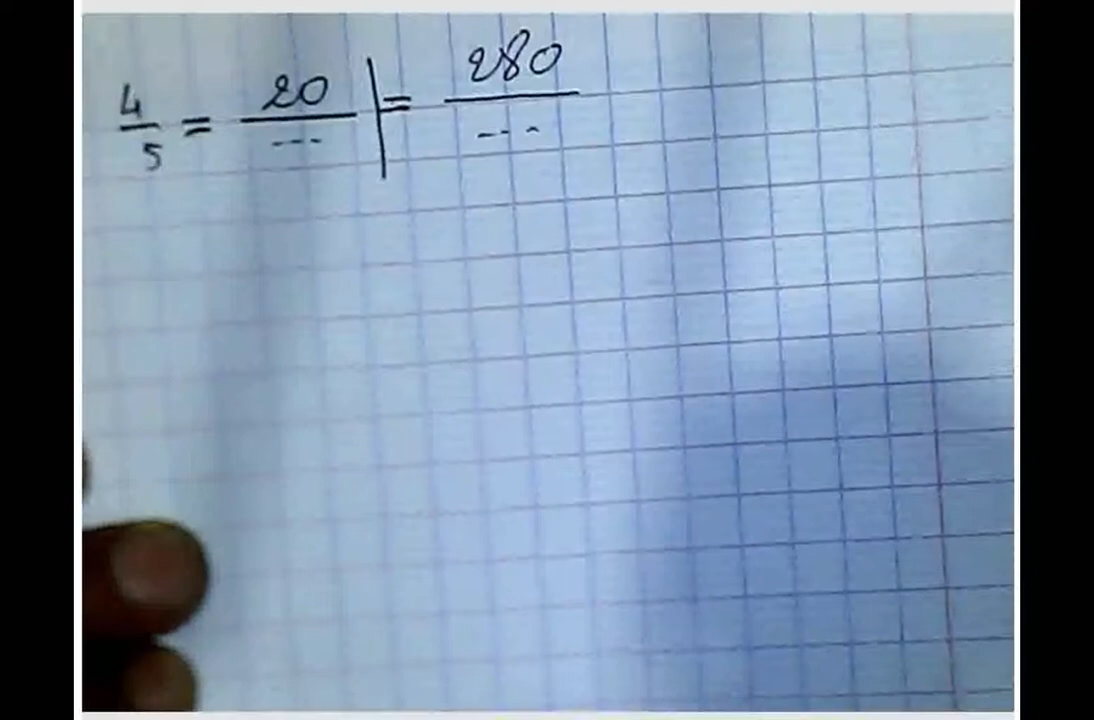 4/5 = 20/--- | = 280/---